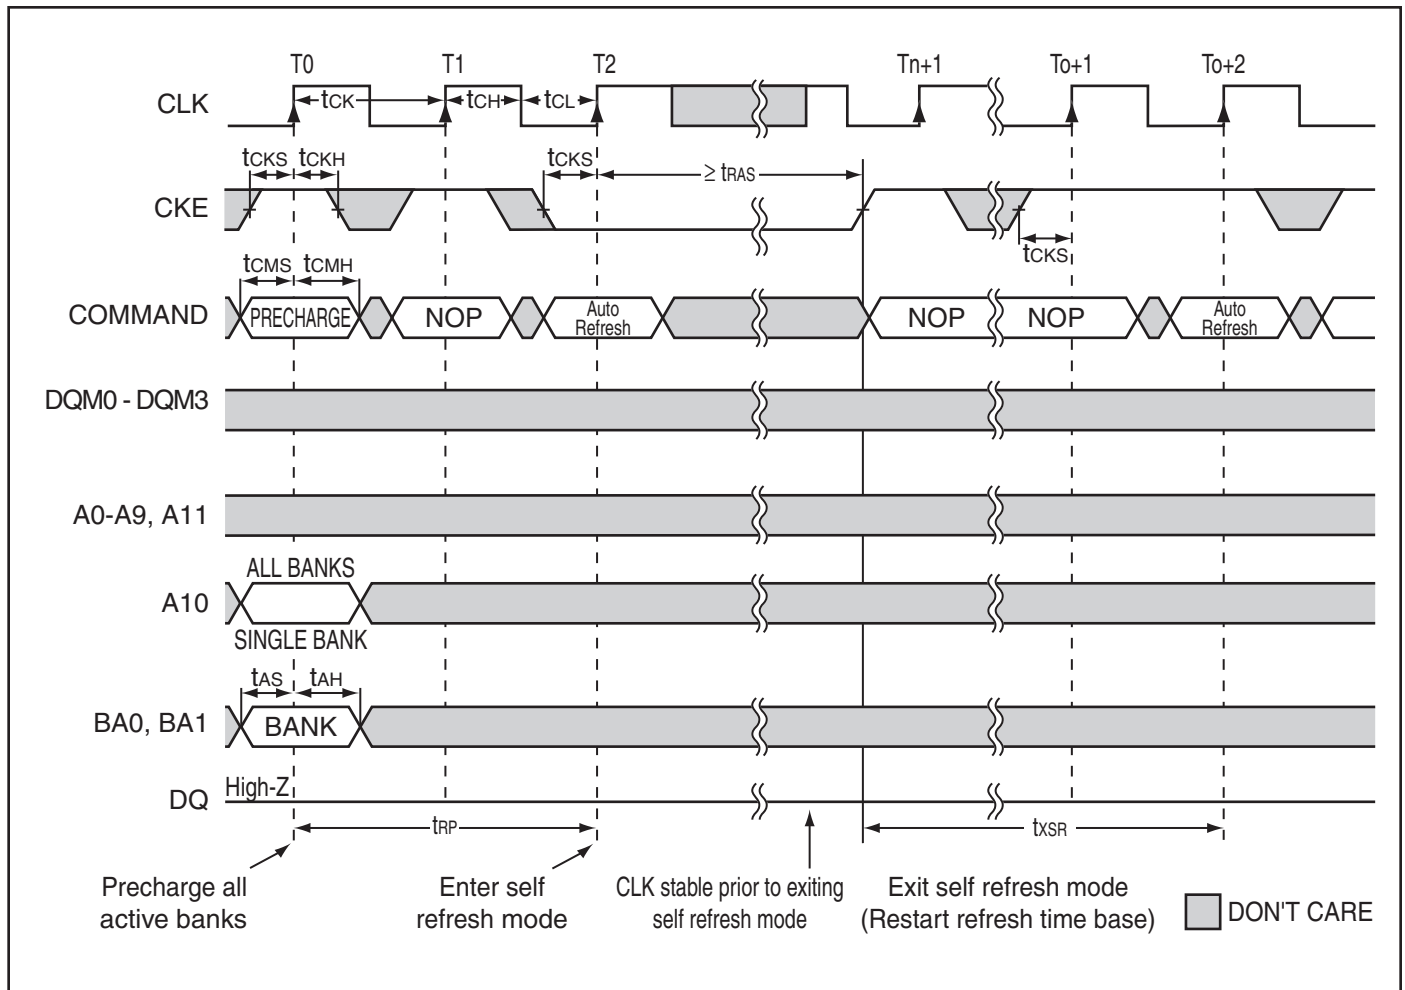 T0 T1 T2 Tn+1 To+1 To+2
CLK tCK tCH tCL
tCKS tCKH tCKS ≥ tRAS
CKE
tCKS
tCMS tCMH
COMMAND PRECHARGE NOP Auto Refresh NOP NOP Auto Refresh
DQM0 - DQM3
A0-A9, A11
ALL BANKS
A10
SINGLE BANK
tAS tAH
BA0, BA1 BANK
DQ High-Z
tRP tXSR
Precharge all
active banks
Enter self
refresh mode
CLK stable prior to exiting
self refresh mode
Exit self refresh mode
(Restart refresh time base)
DON'T CARE